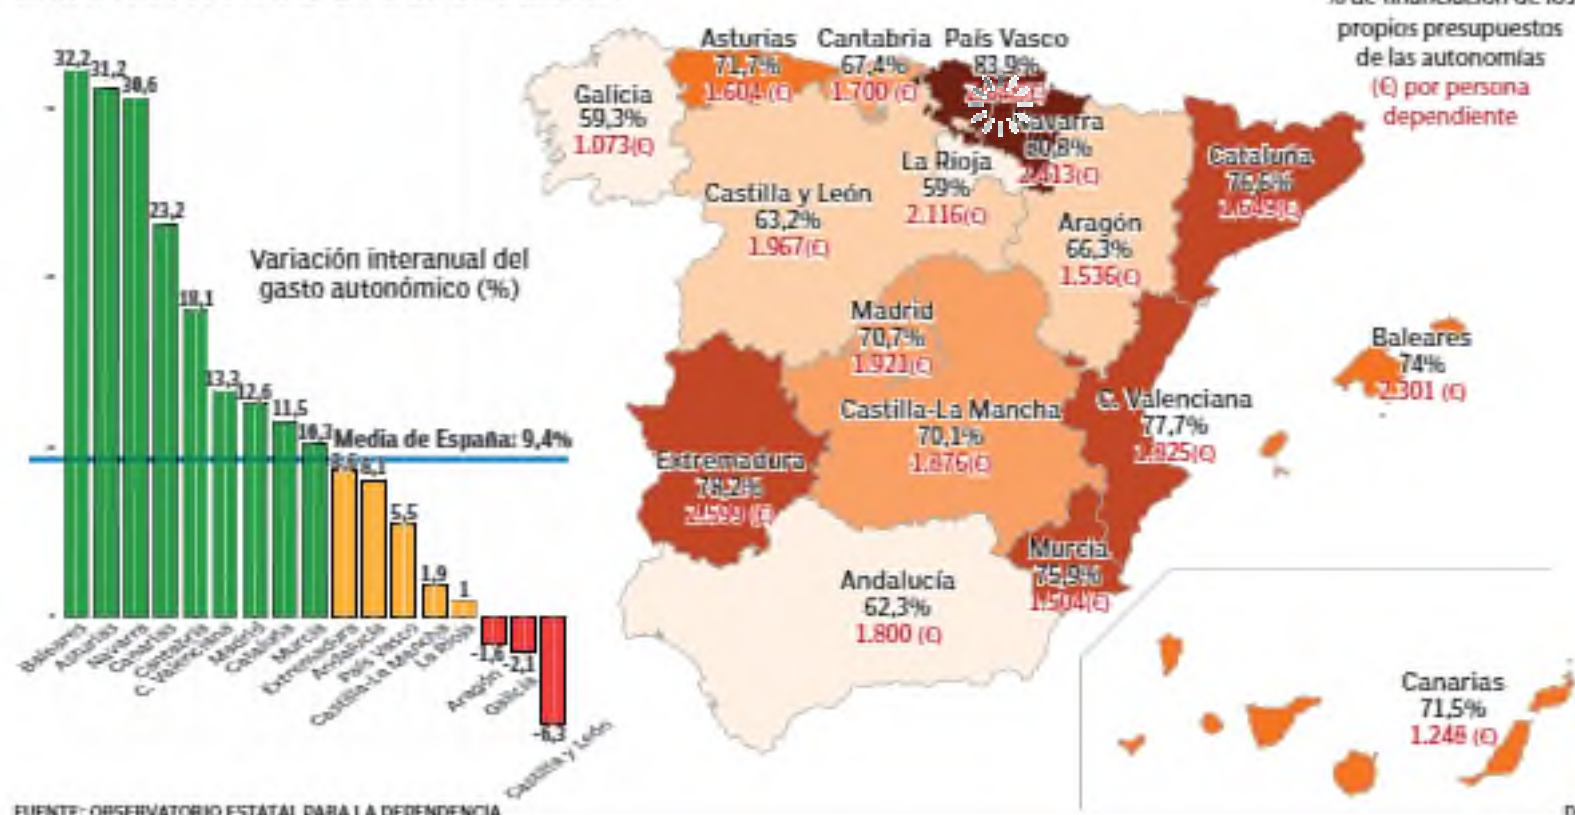 propios presupuestos
de las autonomías
(€) por persona
dependiente
32,2
31,2
30,6
23,2
18,1
13,3
12,6
11,5
10,3
8,1
5,5
1,9
1
-1,6
-2,1
-6,3
Variación interanual del
gasto autonómico (%)
Media de España: 9,4%
Baleares
Asturias
Navarra
Canarias
Cantabria
C. Valenciana
Madrid
Cataluña
Murcia
Extremadura
Andalucía
País Vasco
Castilla-La Mancha
La Rioja
Aragón
Galicia
Castilla y León
Galicia
59,3%
1.073(€)
Asturias
71,7%
1.604 (€)
Cantabria
67,4%
1.700 (€)
País Vasco
83,9%
Navarra
80,8%
2.413(€)
La Rioja
59%
2.116(€)
Castilla y León
63,2%
1.967(€)
Aragón
66,3%
1.536(€)
Cataluña
76,6%
Madrid
70,7%
1.921(€)
Castilla-La Mancha
70,1%
1.876(€)
C. Valenciana
77,7%
1.825(€)
Baleares
74%
2.301 (€)
Extremadura
78,2%
Murcia
75,9%
1.504(€)
Andalucía
62,3%
1.800 (€)
Canarias
71,5%
1.248 (€)
FUENTE: OBSERVATORIO ESTATAL PARA LA DEPENDENCIA